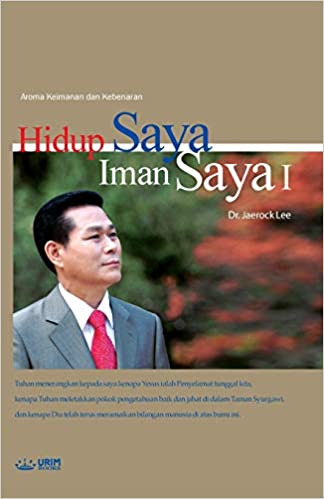 Aroma Keimanan dan Kebenaran
Hidup Saya
Iman Saya I
Dr. Jaerock Lee
Tuhan menerangkan kepada saya kenapa Yesus ialah Penyelamat tunggal kita,
kenapa Tuhan meletakkan pokok pengetahuan baik dan jahat di dalam Taman Syurgawi,
dan kenapa Dia telah terus meramaikan bilangan manusia di atas bumi ini.
URIM
BOOKS